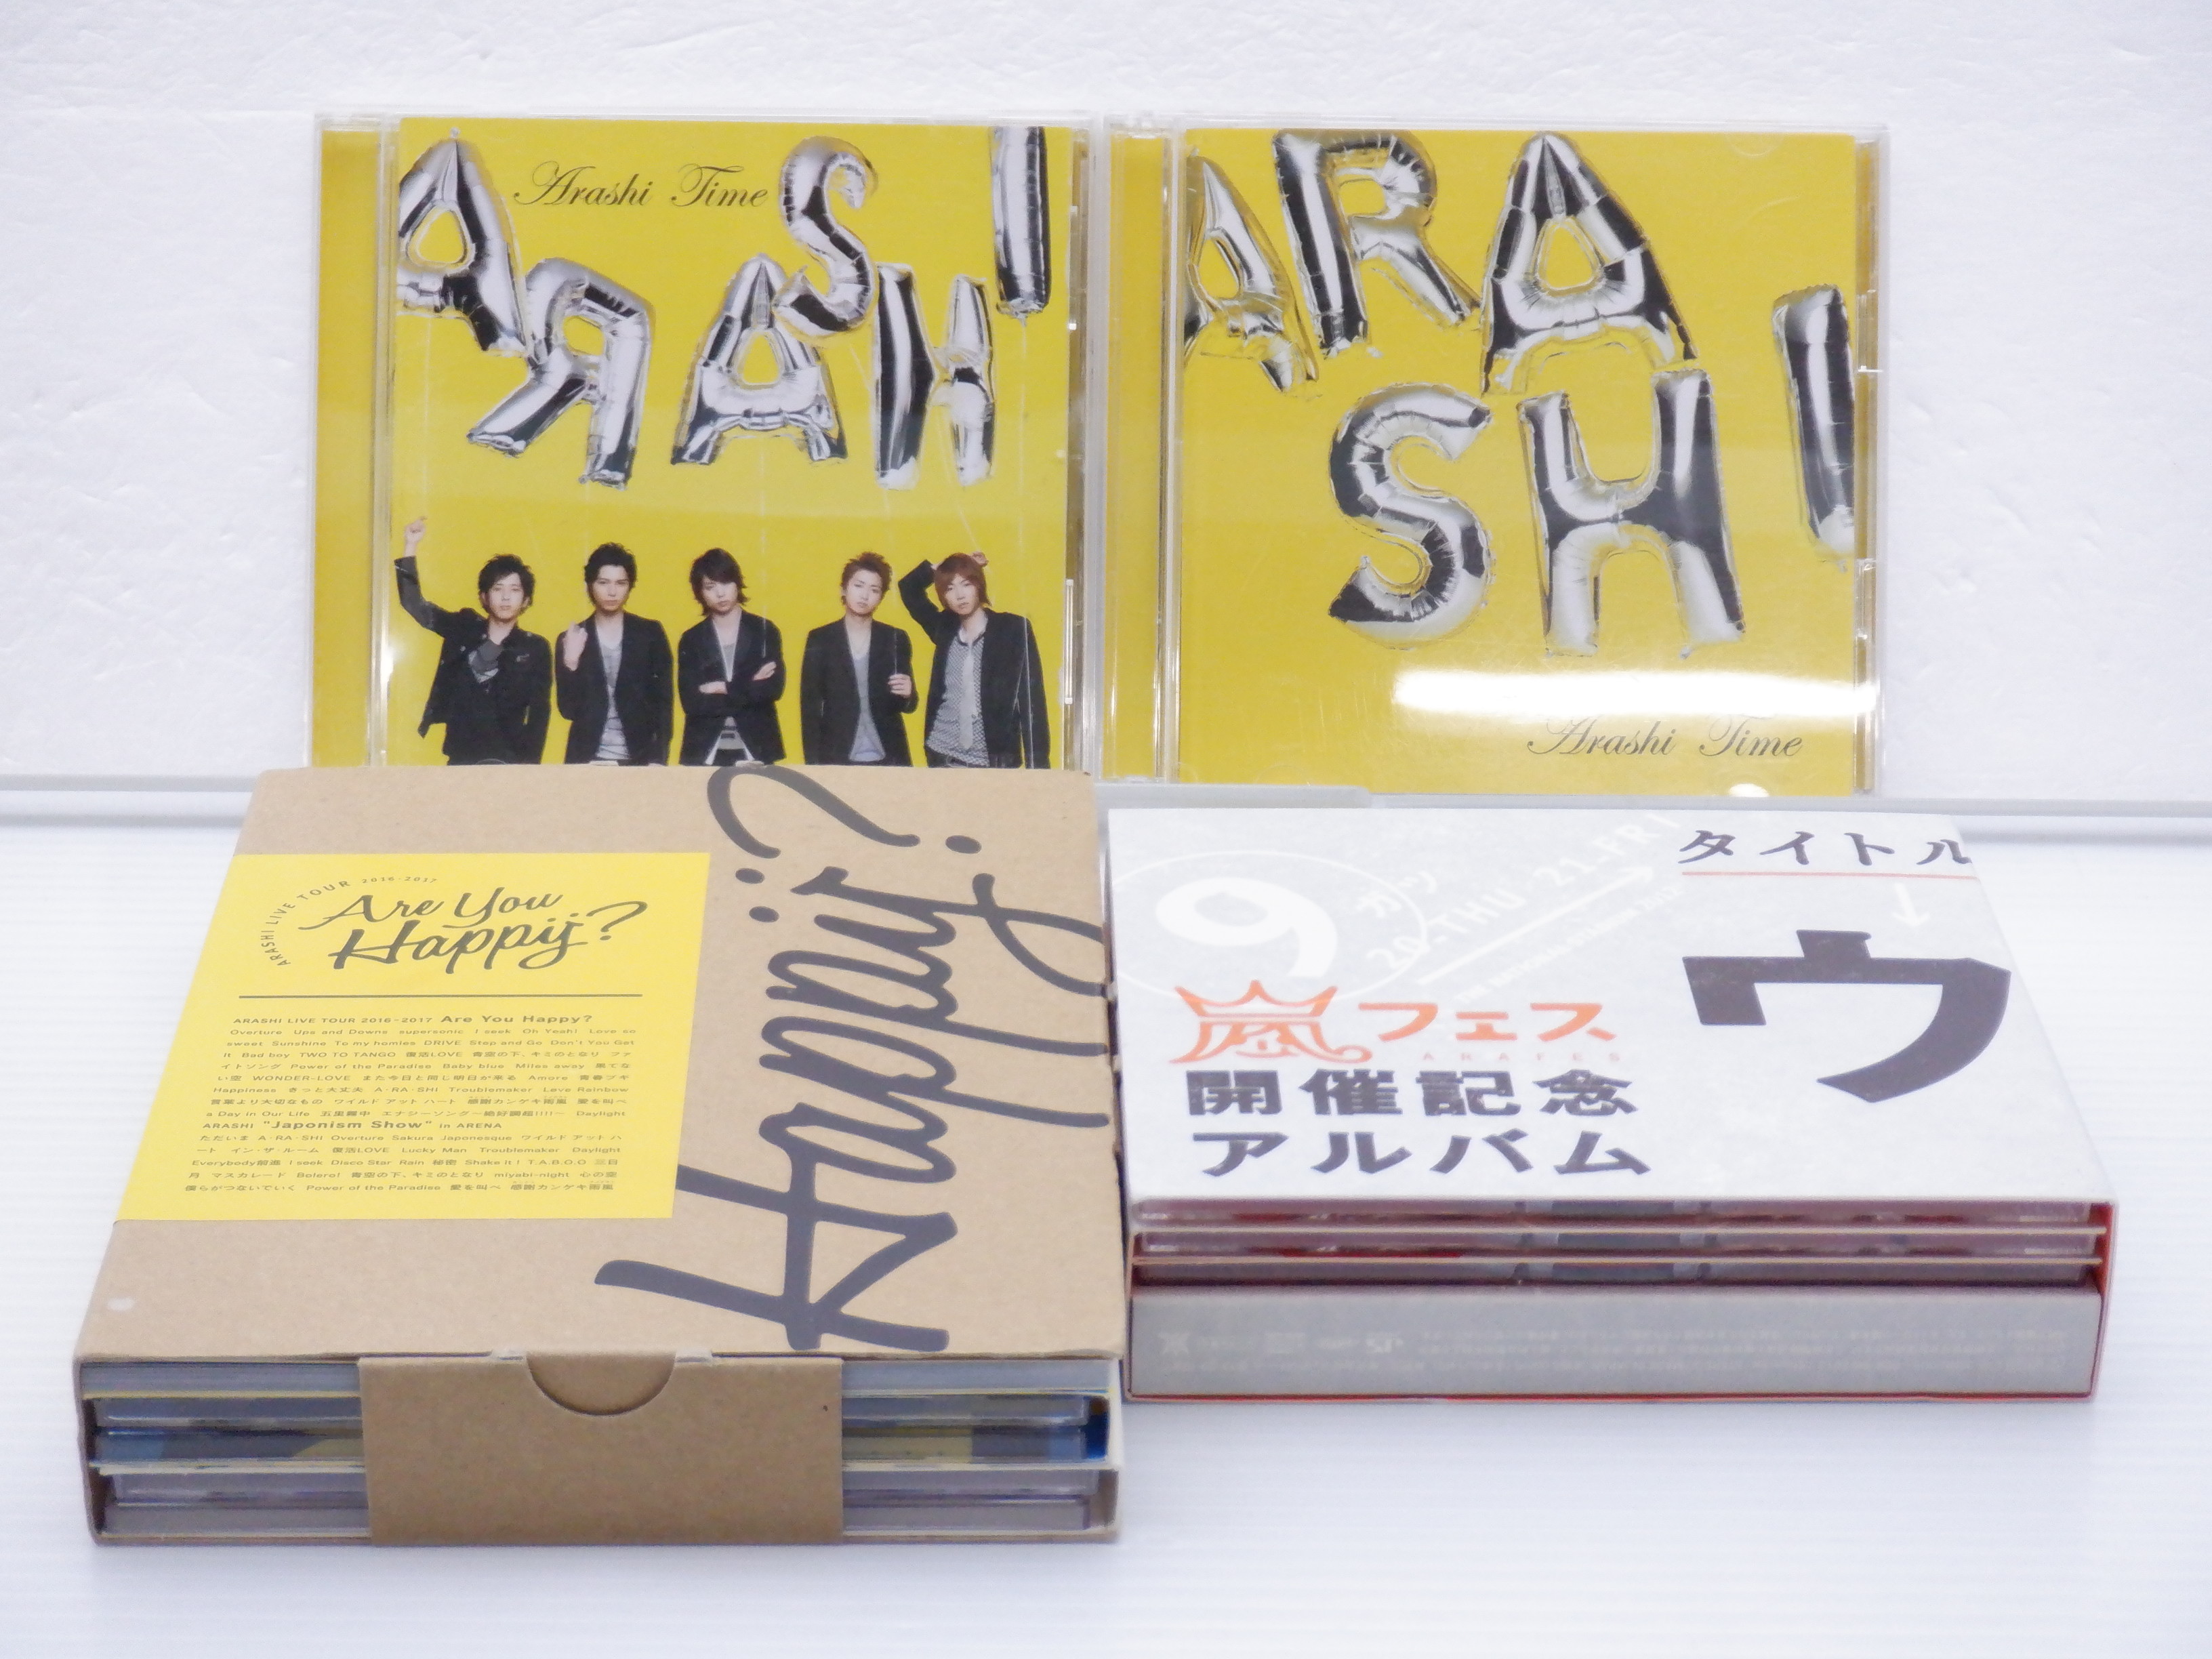 ARASHI
Arashi Time
ARA
SHI
Arashi Time
ARASHI LIVE TOUR 2016-2017
Are You
Happy?
ARASHI LIVE TOUR 2016-2017 Are You Happy?
Overture Ups and Downs supersonic I seek Oh Yeah! Love so
sweet Sunshine To my homies DRIVE Step and Go Don't You Get
It Bad boy TWO TO TANGO 復活LOVE 青空の下、キミのとなり ファ
イトソング Power of the Paradise Baby blue Miles away 果てな
い空 WONDER-LOVE また今日と同じ明日が来る Amore 青春ブギ
Happiness きっと大丈夫 A・RA・SHI Troublemaker Love Rainbow
言葉より大切なもの ワイルド アット ハート 感謝カンゲキ雨嵐 愛を叫べ
a Day in Our Life 五里霧中 エナジーソング〜絶好調超!!!!〜 Daylight
ARASHI "Japonism Show" in ARENA
ただいま A・RA・SHI Overture Sakura Japonesque ワイルド アット ハ
ート イン・ザ・ルーム 復活LOVE Lucky Man Troublemaker Daylight
Everybody前進 I seek Disco Star Rain 秘密 Shake it! T.A.B.O.O 三日
月 マスカレード Bolero! 青空の下、キミのとなり miyabi-night 心の空
僕らがつないでいく Power of the Paradise 愛を叫べ 感謝カンゲキ雨嵐
Happy?
タイトル
↓
ウ
9
ガツ
20.THU
21.FRI
嵐フェス
ARAFES
開催記念
アルバム